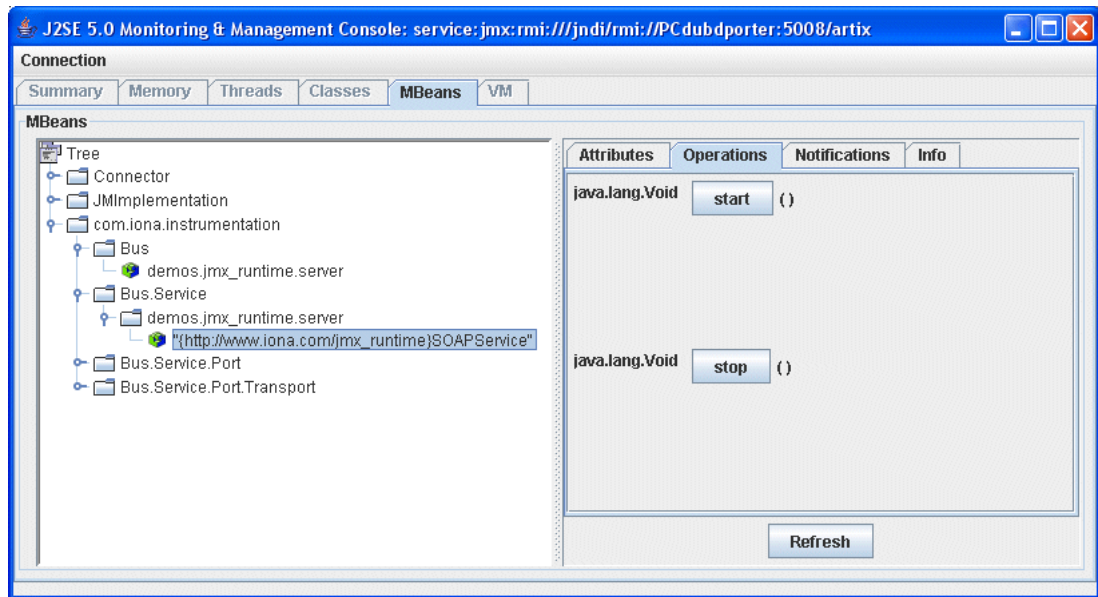 J2SE 5.0 Monitoring & Management Console: service:jmx:rmi:///jndi/rmi://PCdubdporter:5008/artix
Connection
Summary Memory Threads Classes MBeans VM
MBeans
Tree
Connector
JMImplementation
com.iona.instrumentation
Bus
demos.jmx_runtime.server
Bus.Service
demos.jmx_runtime.server
"{http://www.iona.com/jmx_runtime}SOAPService"
Bus.Service.Port
Bus.Service.Port.Transport
Attributes Operations Notifications Info
java.lang.Void start ()
java.lang.Void stop ()
Refresh